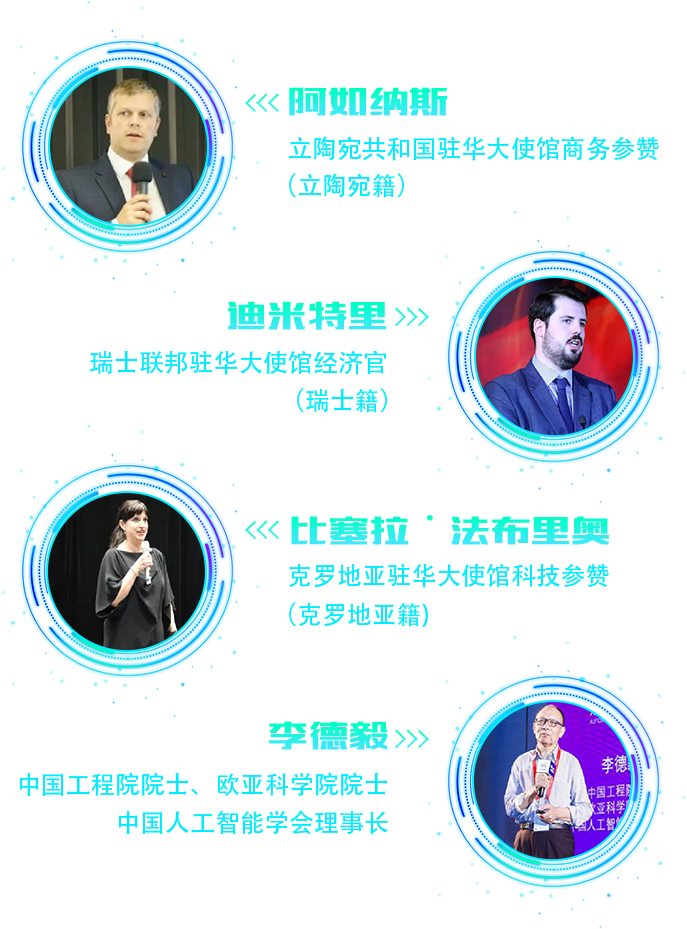 阿如纳斯
立陶宛共和国驻华大使馆商务参赞
(立陶宛籍)
迪米特里
瑞士联邦驻华大使馆经济官
(瑞士籍)
比塞拉·法布里奥
克罗地亚驻华大使馆科技参赞
(克罗地亚籍)
李德毅
中国工程院院士、欧亚科学院院士
中国人工智能学会理事长
李德
中国工程院
欧亚科学
国人工智能